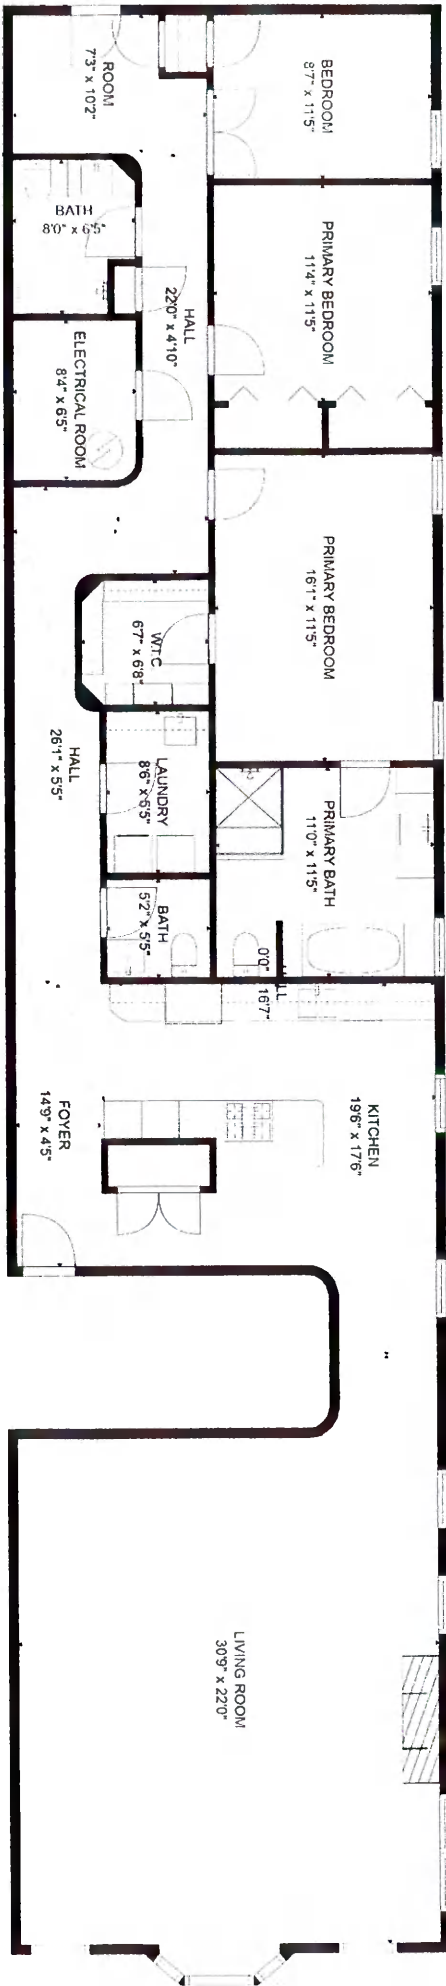 BEDROOM
8'7" x 11'5"
ROOM
7'3" x 10'2"
PRIMARY BEDROOM
11'4" x 11'5"
BATH
8'0" x 6'5"
HALL
22'0" x 4'10"
ELECTRICAL ROOM
8'4" x 6'5"
PRIMARY BEDROOM
16'1" x 11'5"
W.I.C
6'7" x 6'8"
HALL
26'1" x 5'5"
LAUNDRY
8'6" x 5'5"
PRIMARY BATH
11'0" x 11'5"
BATH
5'2" x 5'5"
0'0" 16'7"
KITCHEN
19'6" x 17'6"
FOYER
14'9" x 4'5"
LIVING ROOM
30'9" x 22'0"